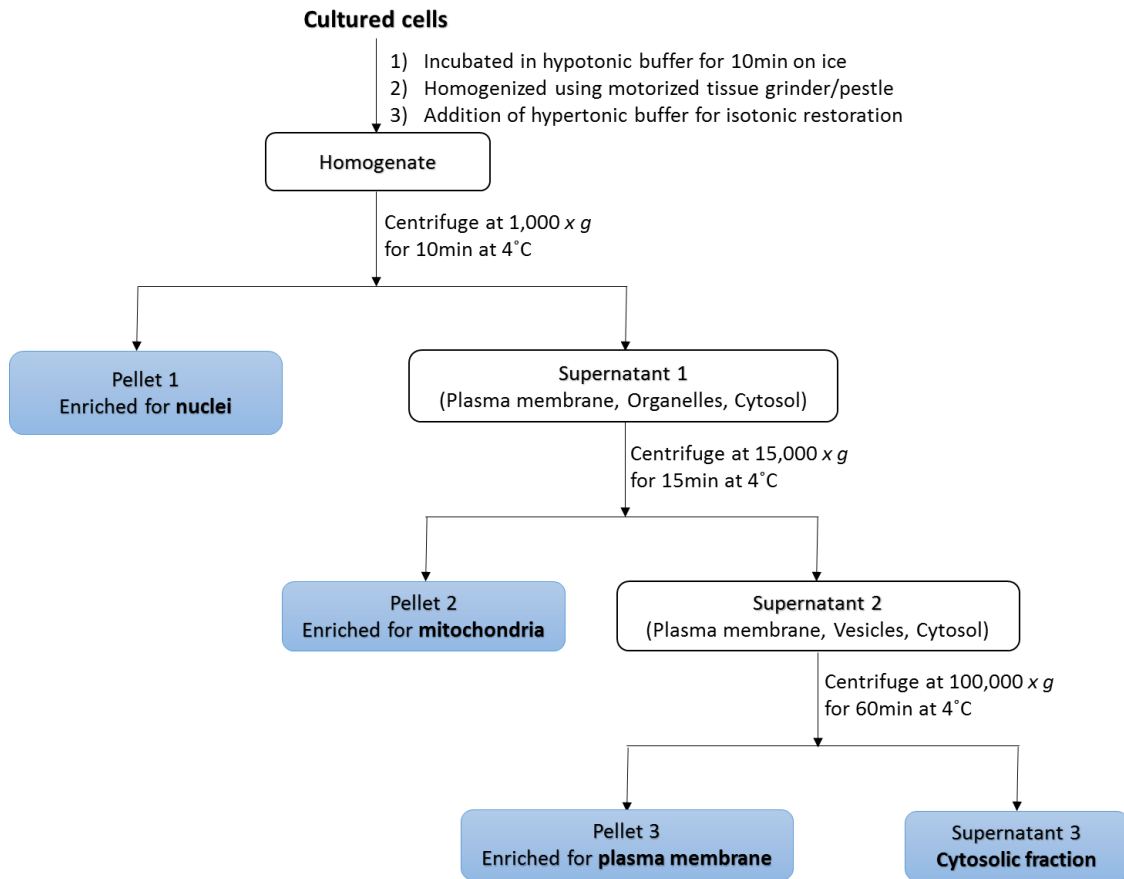 Cultured cells
1) Incubated in hypotonic buffer for 10min on ice
2) Homogenized using motorized tissue grinder/pestle
3) Addition of hypertonic buffer for isotonic restoration
Homogenate
Centrifuge at 1,000 x g
for 10min at 4˚C
Pellet 1
Enriched for nuclei
Supernatant 1
(Plasma membrane, Organelles, Cytosol)
Centrifuge at 15,000 x g
for 15min at 4˚C
Pellet 2
Enriched for mitochondria
Supernatant 2
(Plasma membrane, Vesicles, Cytosol)
Centrifuge at 100,000 x g
for 60min at 4˚C
Pellet 3
Enriched for plasma membrane
Supernatant 3
Cytosolic fraction